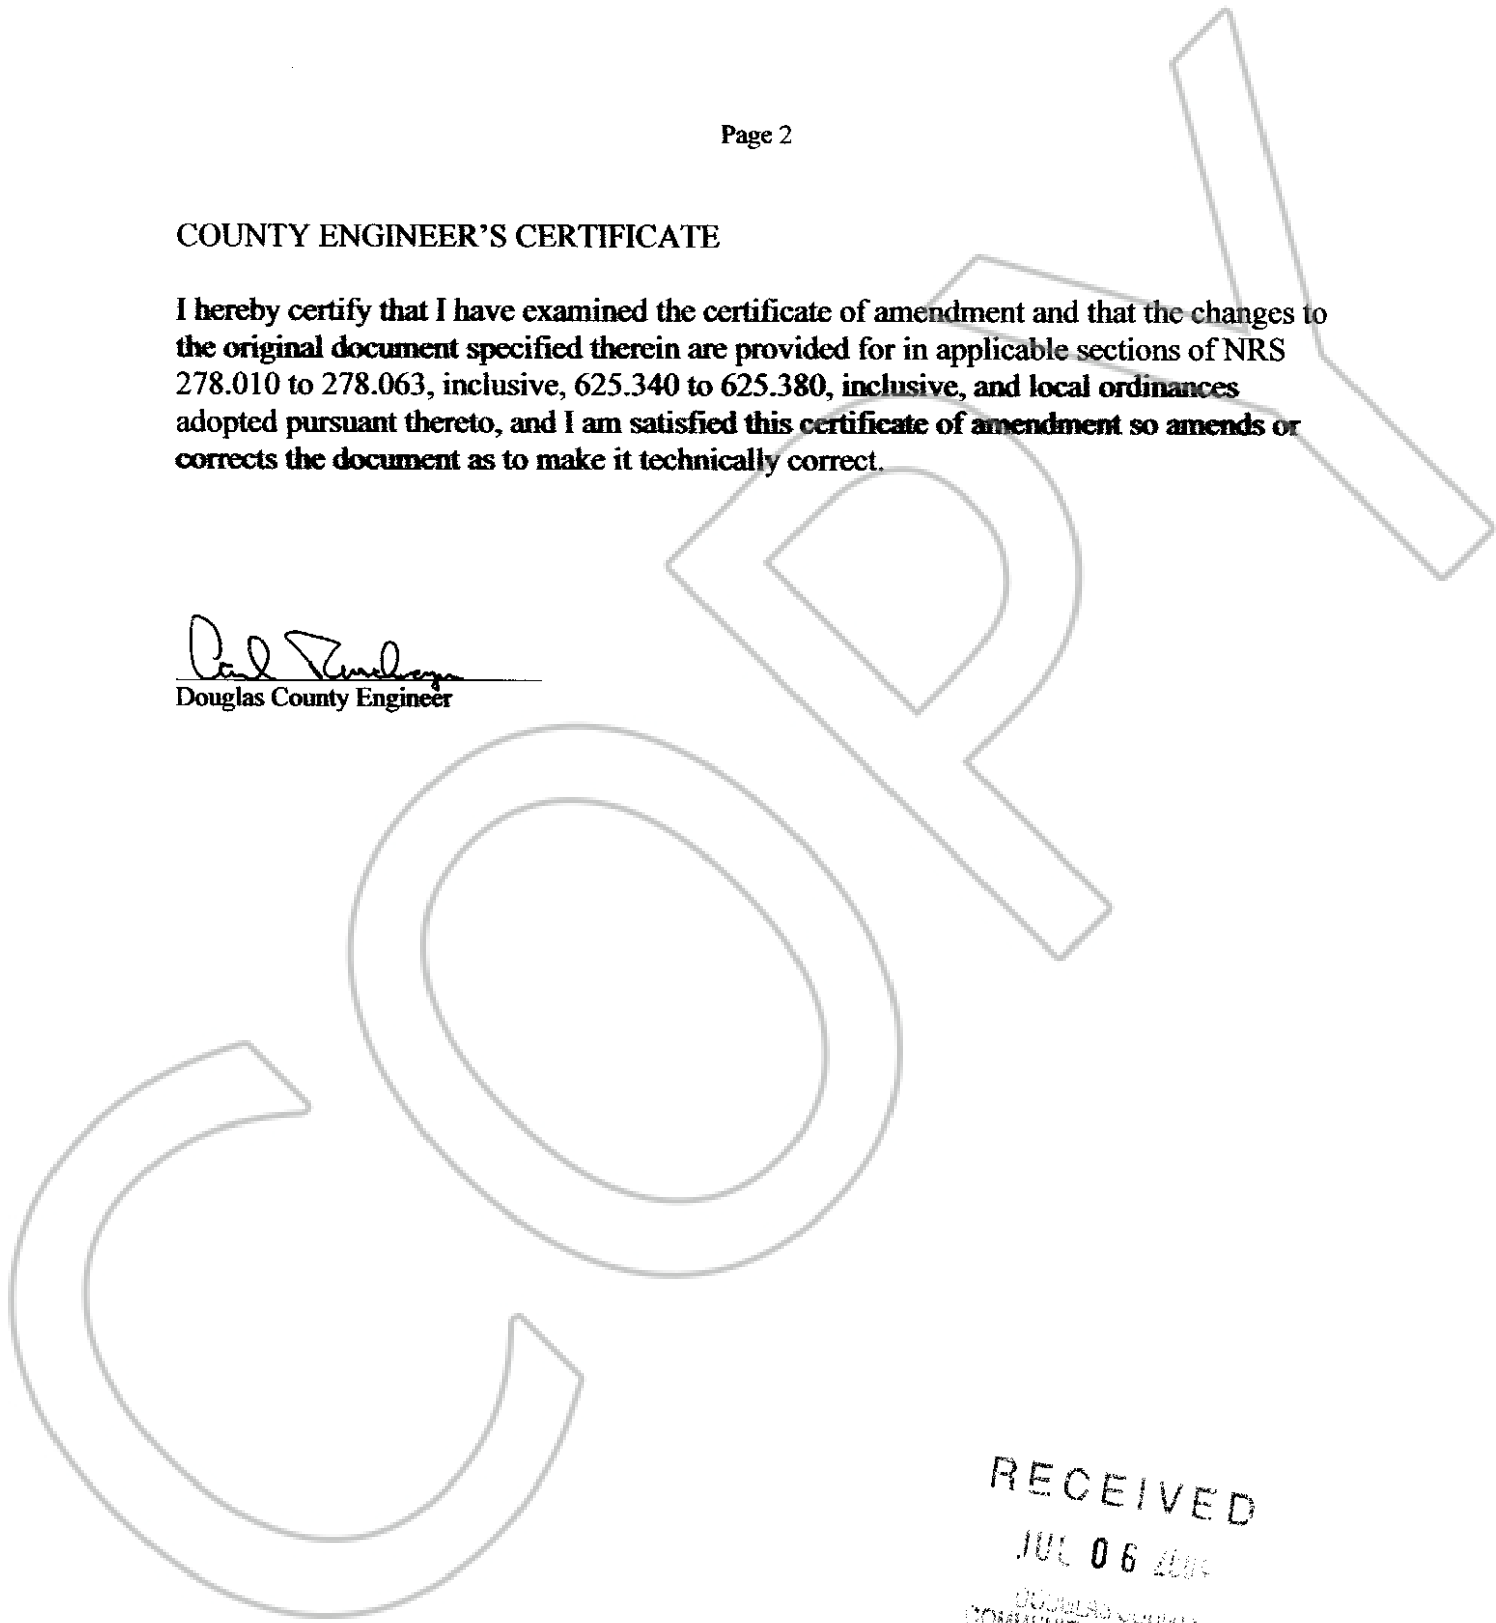 Page 2
COUNTY ENGINEER'S CERTIFICATE
I hereby certify that I have examined the certificate of amendment and that the changes to
the original document specified therein are provided for in applicable sections of NRS
278.010 to 278.063, inclusive, 625.340 to 625.380, inclusive, and local ordinances
adopted pursuant thereto, and I am satisfied this certificate of amendment so amends or
corrects the document as to make it technically correct.
Douglas County Engineer
COPY
RECEIVED
JUL 06
DOUGLAS COUNTY